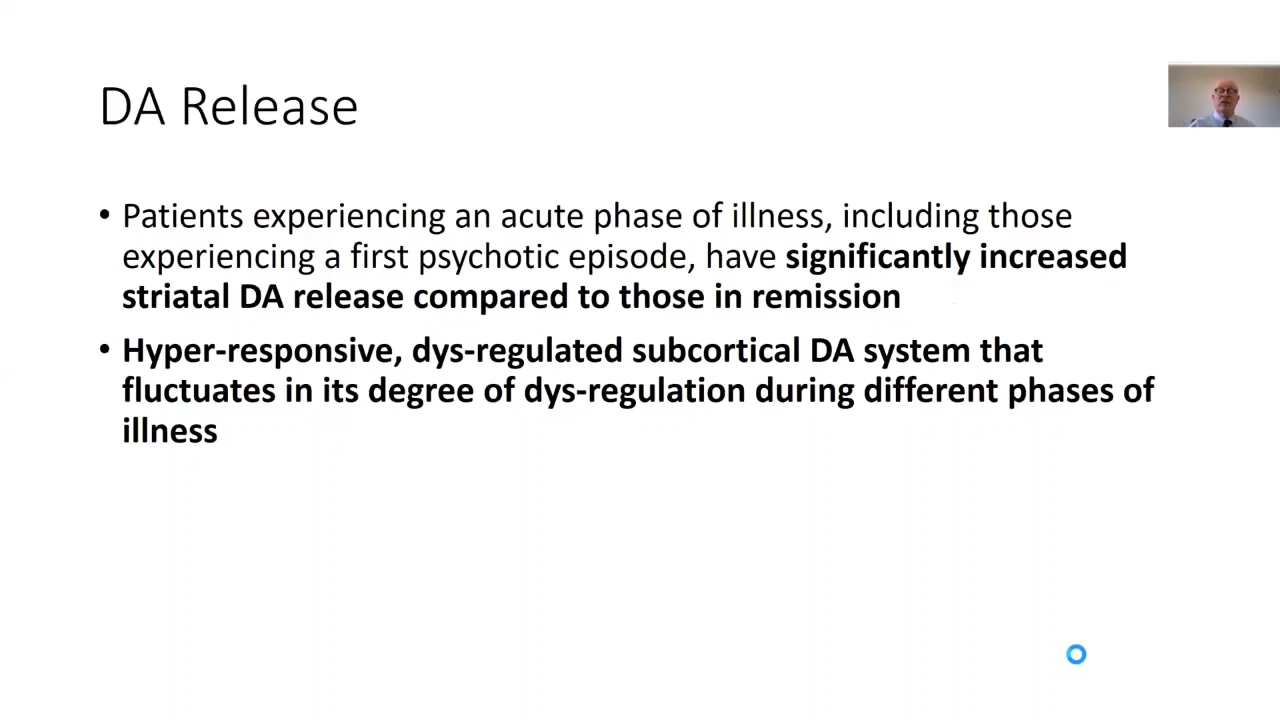 DA Release
• Patients experiencing an acute phase of illness, including those
experiencing a first psychotic episode, have significantly increased
striatal DA release compared to those in remission
• Hyper-responsive, dys-regulated subcortical DA system that
fluctuates in its degree of dys-regulation during different phases of
illness